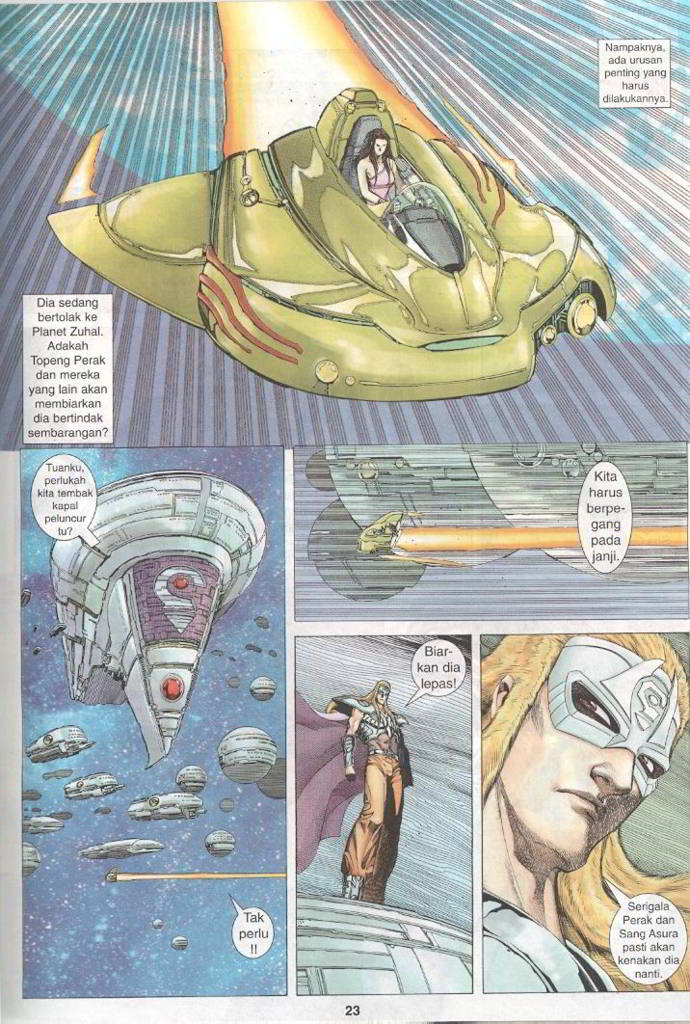 Nampaknya,
ada urusan
penting yang
harus
dilakukannya.
Dia sedang
bertolak ke
Planet Zuhal.
Adakah
Topeng Perak
dan mereka
yang lain akan
membiarkan
dia bertindak
sembarangan?
Tuanku,
perlukah
kita tembak
kapal
peluncur
tu?
Tak
perlu
!!
Kita
harus
berpe-
gang
pada
janji.
Biar-
kan dia
lepas!
Serigala
Perak dan
Sang Asura
pasti akan
kenakan dia
nanti.
23